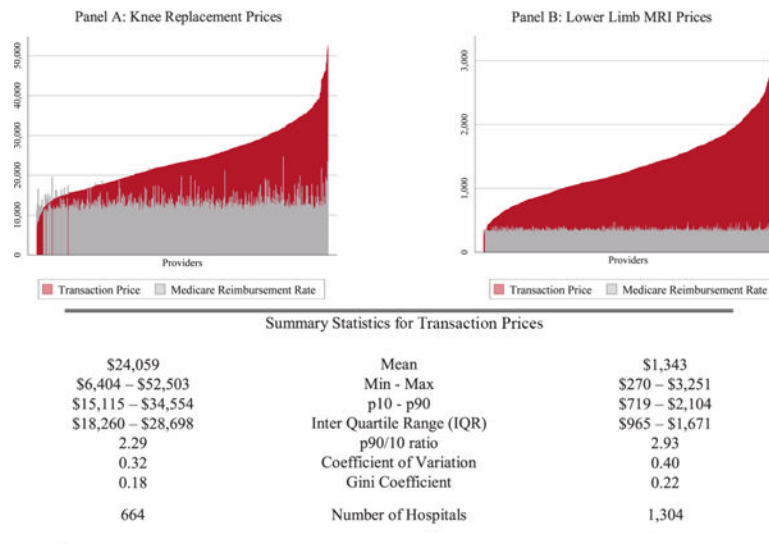 Panel A: Knee Replacement Prices
Panel B: Lower Limb MRI Prices
50,000
40,000
30,000
20,000
10,000
0
Providers
3,000
2,000
1,000
0
Providers
Transaction Price Medicare Reimbursement Rate
Transaction Price Medicare Reimbursement Rate
Summary Statistics for Transaction Prices
$24,059 Mean $1,343
$6,404 – $52,503 Min - Max $270 – $3,251
$15,115 – $34,554 p10 - p90 $719 – $2,104
$18,260 – $28,698 Inter Quartile Range (IQR) $965 – $1,671
2.29 p90/10 ratio 2.93
0.32 Coefficient of Variation 0.40
0.18 Gini Coefficient 0.22
664 Number of Hospitals 1,304